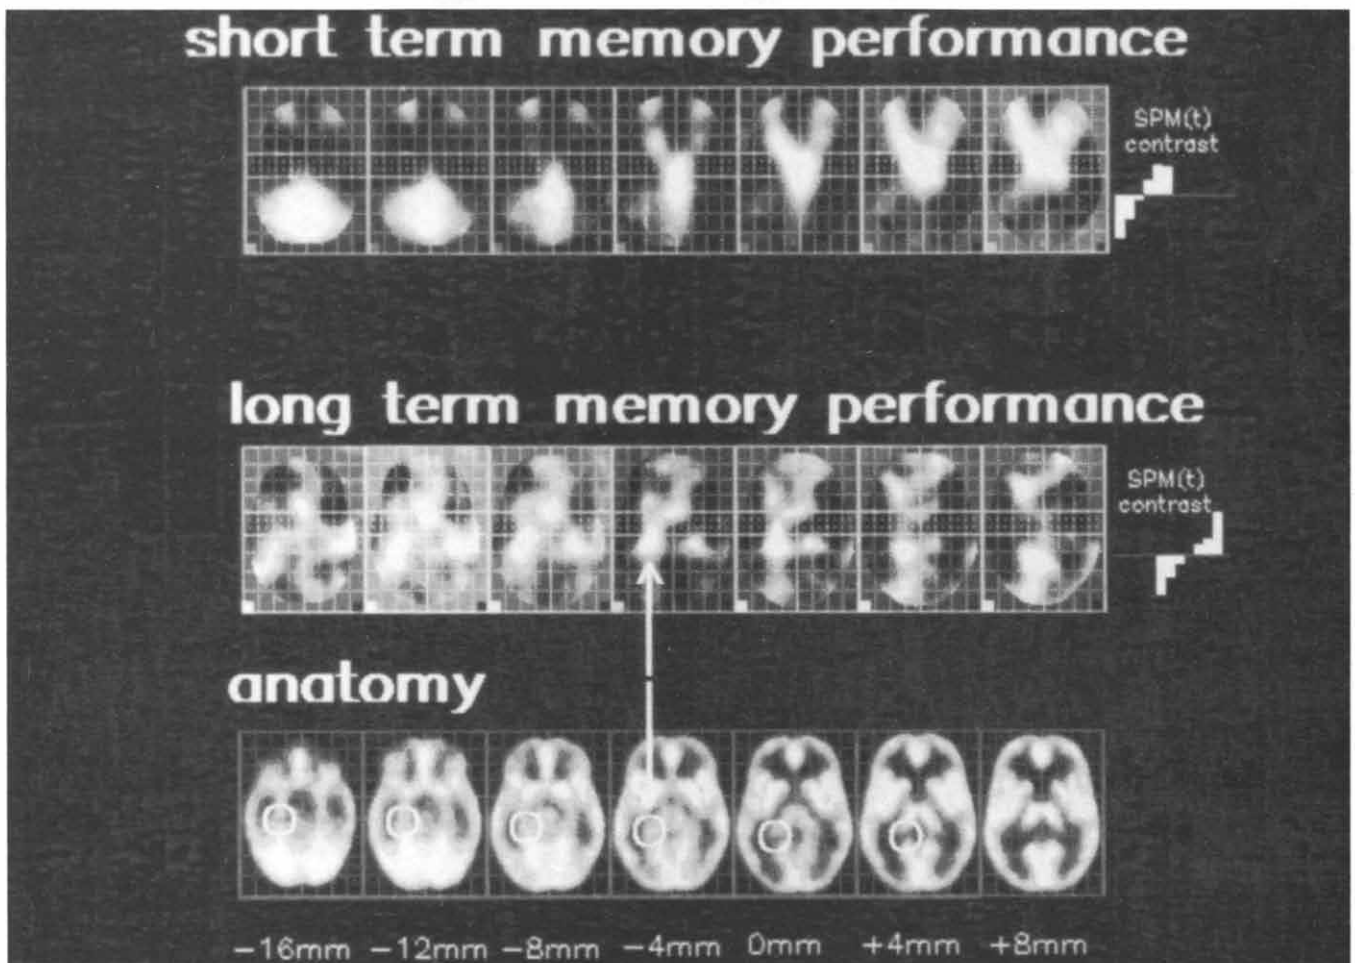 short term memory performance
SPM(t)
contrast
long term memory performance
SPM(t)
contrast
anatomy
-16mm -12mm -8mm -4mm 0mm +4mm +8mm